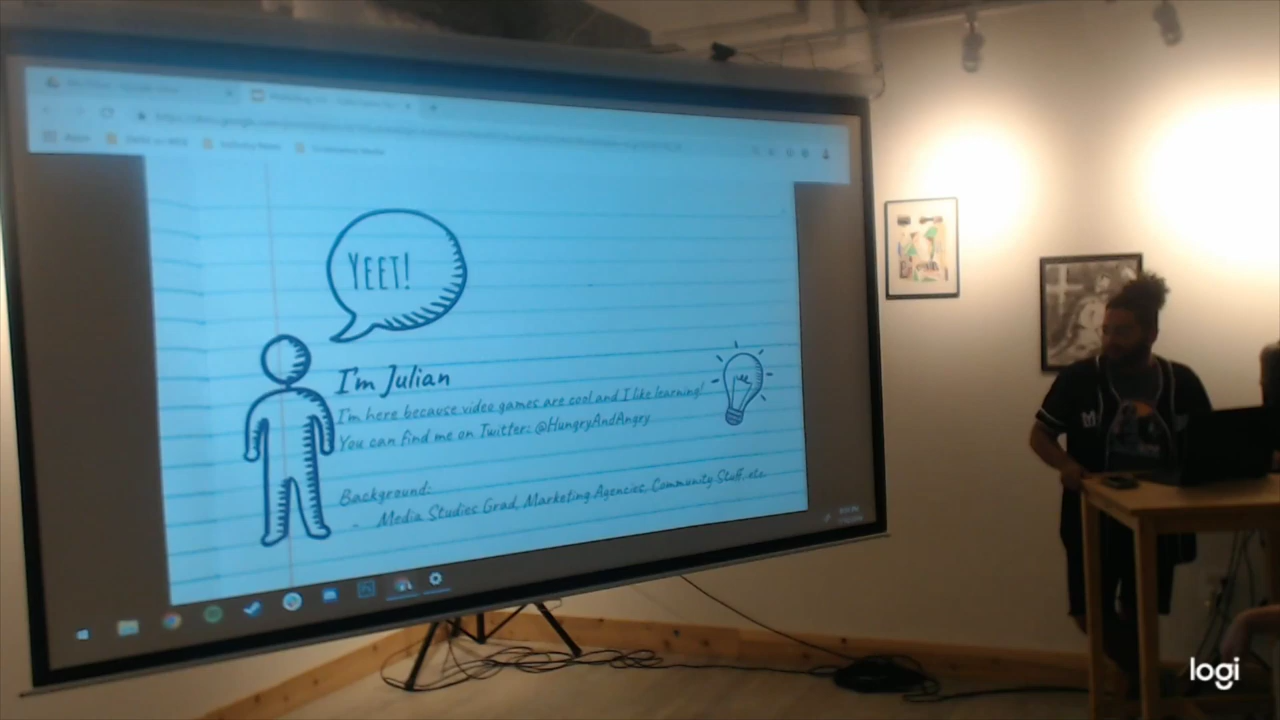 Apps
YEET!
I'm Julian
I'm here because video games are cool and I like learning!
You can find me on Twitter: @HungryAndAngry
Background:
- Media Studies Grad, Marketing Agencies, Community Stuff, etc.
logi